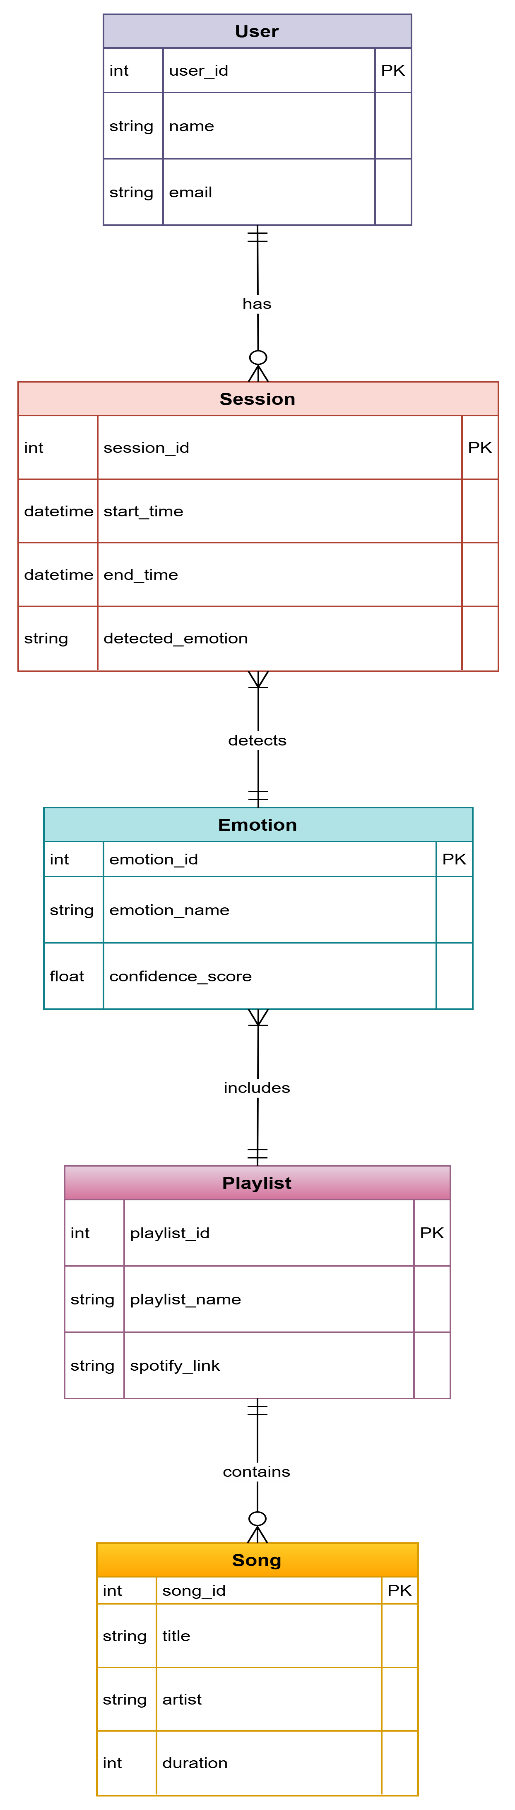 User
int user_id PK
string name
string email
has
Session
int session_id PK
datetime start_time
datetime end_time
string detected_emotion
detects
Emotion
int emotion_id PK
string emotion_name
float confidence_score
includes
Playlist
int playlist_id PK
string playlist_name
string spotify_link
contains
Song
int song_id PK
string title
string artist
int duration